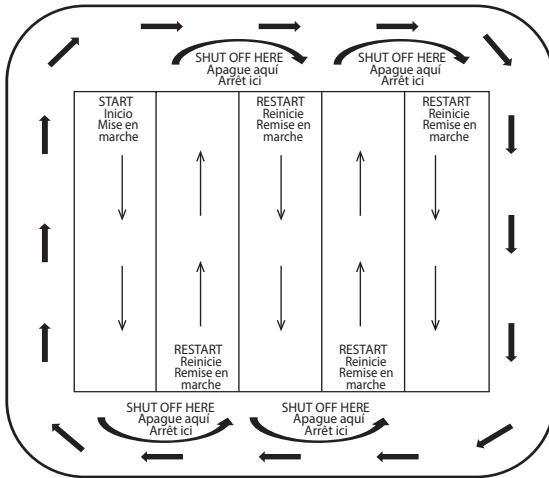 SHUT OFF HERE
Apague aquí
Arrêt ici
SHUT OFF HERE
Apague aquí
Arrêt ici
START
Inicio
Mise en
marche
RESTART
Reinicie
Remise en
marche
RESTART
Reinicie
Remise en
marche
RESTART
Reinicie
Remise en
marche
RESTART
Reinicie
Remise en
marche
SHUT OFF HERE
Apague aquí
Arrêt ici
SHUT OFF HERE
Apague aquí
Arrêt ici